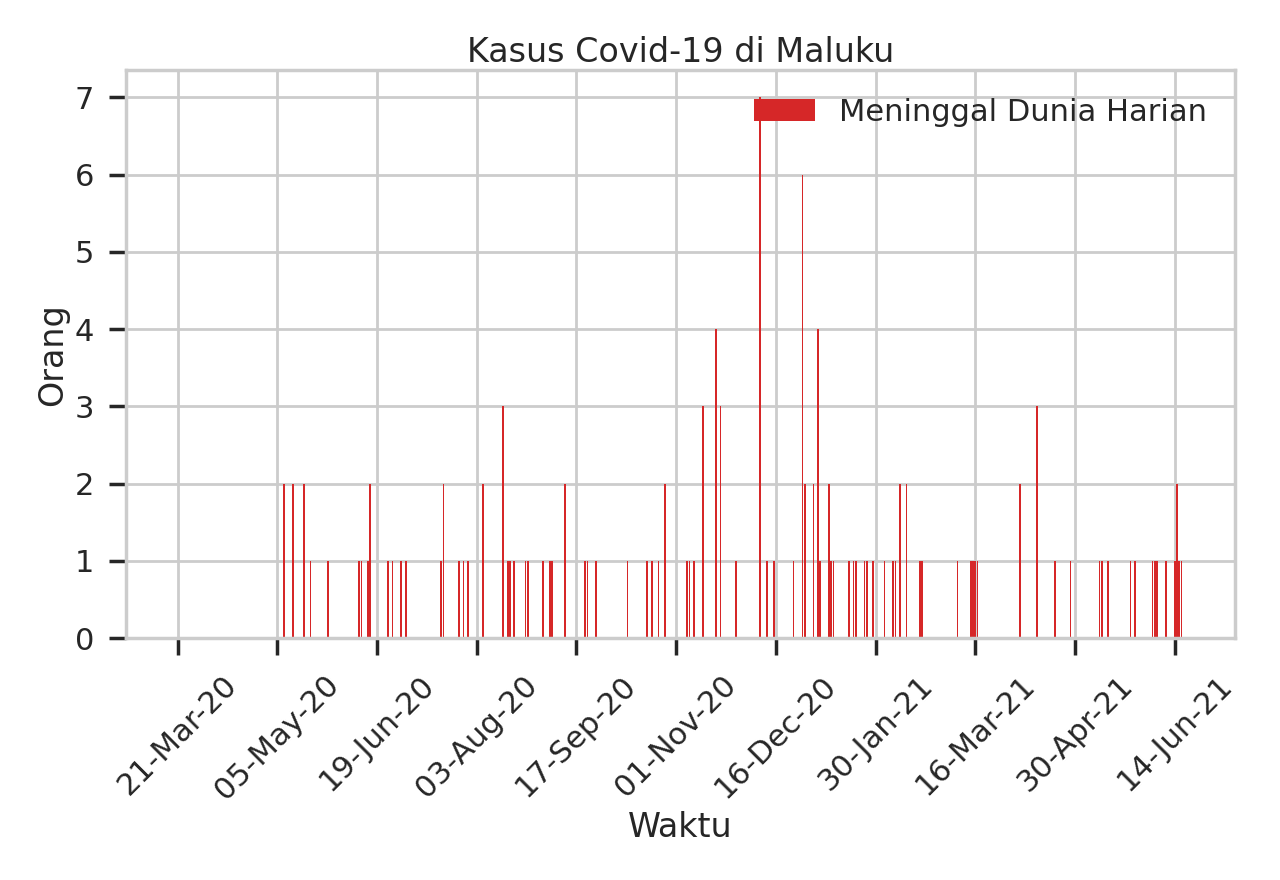 Kasus Covid-19 di Maluku
Meninggal Dunia Harian
Orang
7
6
5
4
3
2
1
0
21-Mar-20
05-May-20
19-Jun-20
03-Aug-20
17-Sep-20
01-Nov-20
16-Dec-20
30-Jan-21
16-Mar-21
30-Apr-21
14-Jun-21
Waktu